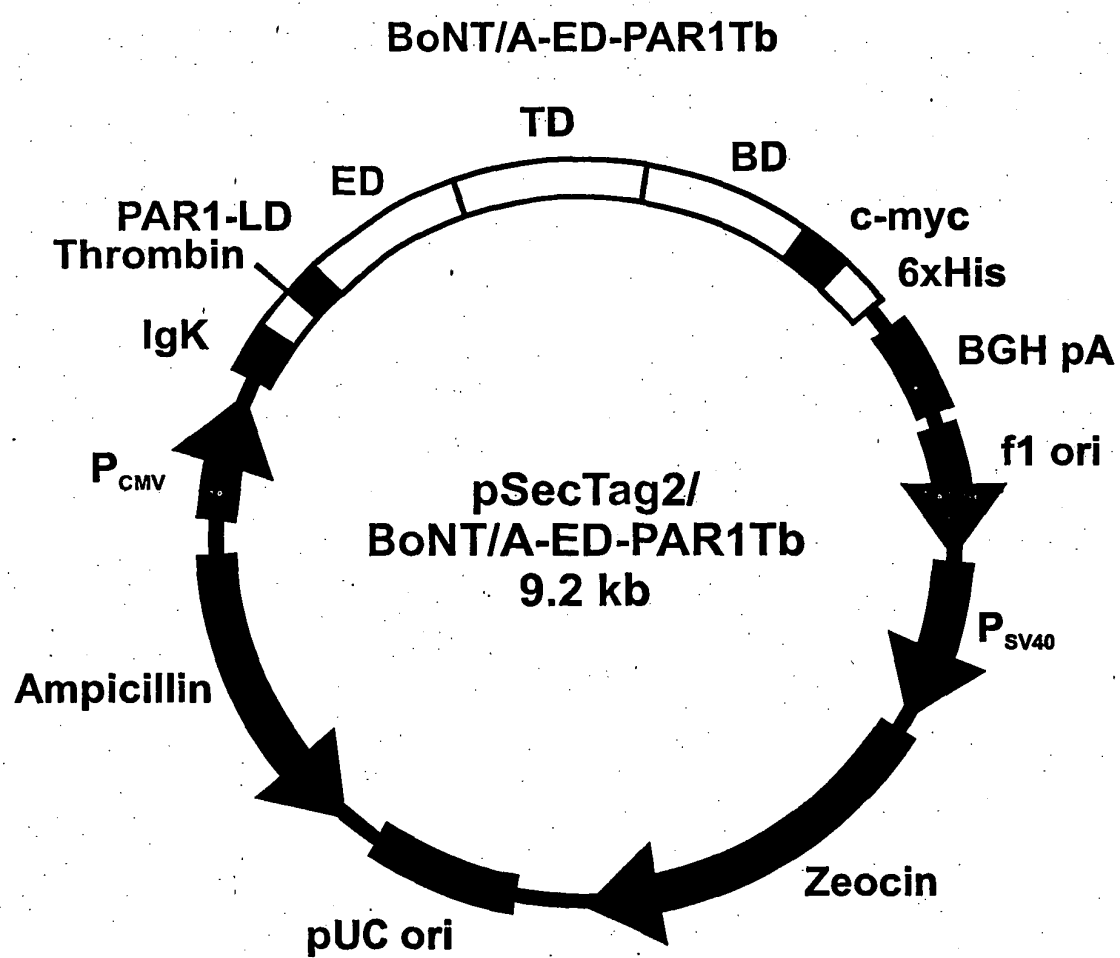 BoNT/A-ED-PAR1Tb
TD
BD
ED
PAR1-LD
Thrombin
IgK
c-myc
6xHis
BGH pA
f1 ori
PCMV
pSecTag2/
BoNT/A-ED-PAR1Tb
9.2 kb
PSV40
Ampicillin
Zeocin
pUC ori